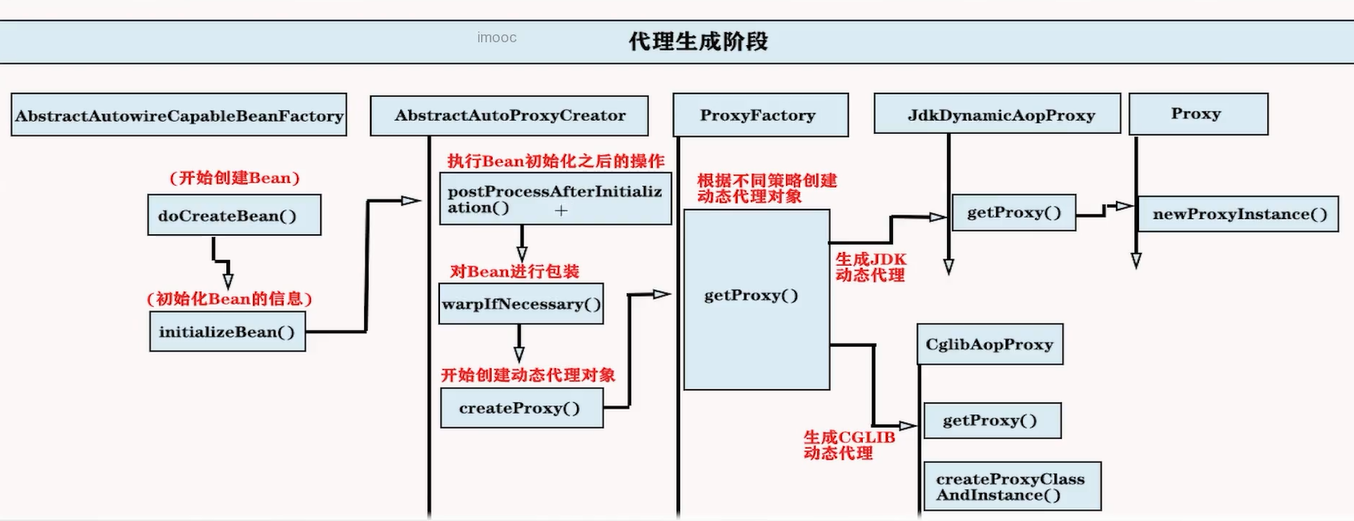 imooc
代理生成阶段
AbstractAutowireCapableBeanFactory
AbstractAutoProxyCreator
ProxyFactory
JdkDynamicAopProxy
Proxy
(开始创建Bean)
doCreateBean()
(初始化Bean的信息)
initializeBean()
执行Bean初始化之后的操作
postProcessAfterInitializ
ation()
对Bean进行包装
warpIfNecessary()
开始创建动态代理对象
createProxy()
根据不同策略创建
动态代理对象
getProxy()
生成JDK
动态代理
getProxy()
newProxyInstance()
生成CGLIB
动态代理
CglibAopProxy
getProxy()
createProxyClass
AndInstance()